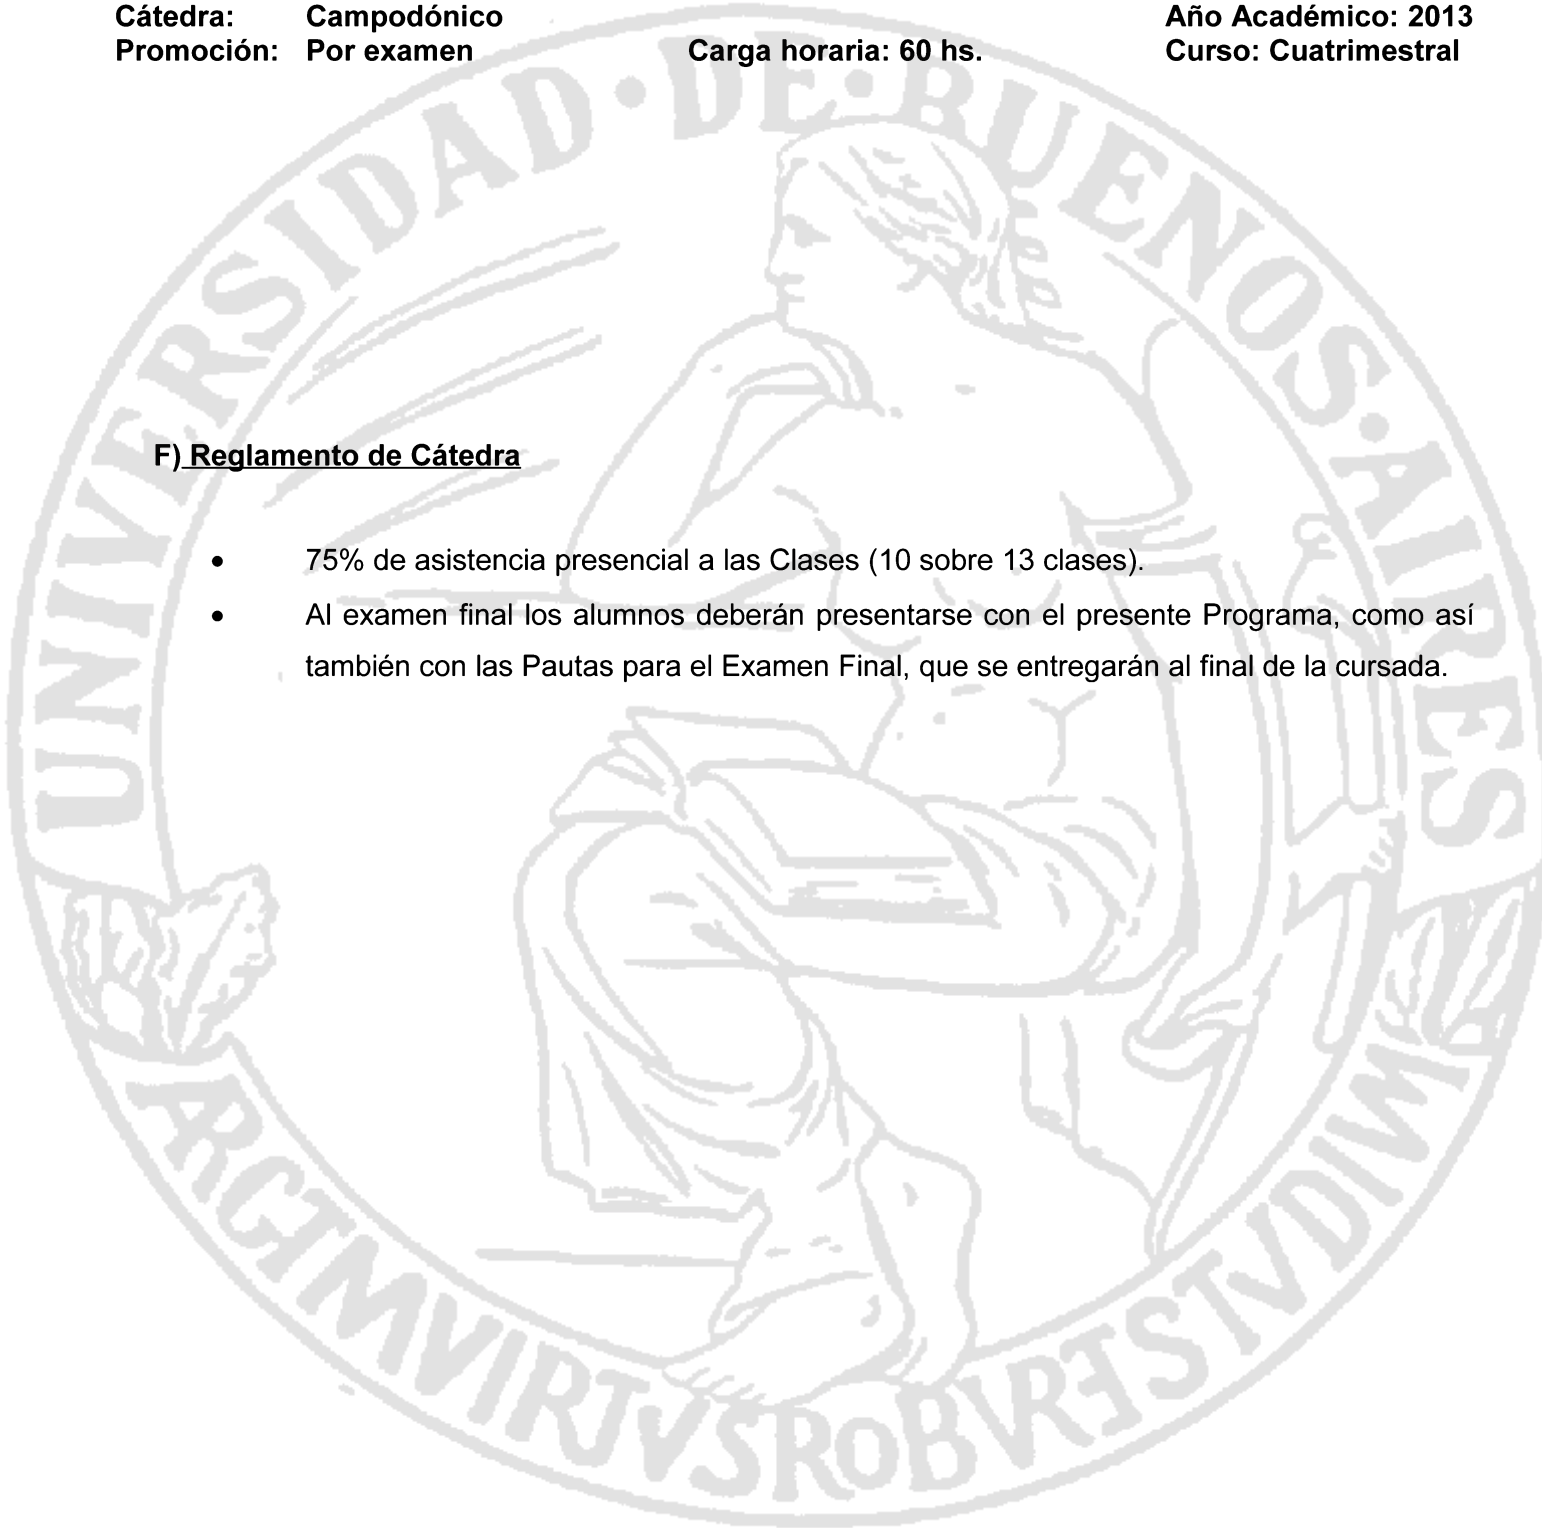 Cátedra: Campodónico Año Académico: 2013
Promoción: Por examen Carga horaria: 60 hs. Curso: Cuatrimestral
UNIVERSIDAD · DE · BUENOS · AIRES
F) Reglamento de Cátedra
• 75% de asistencia presencial a las Clases (10 sobre 13 clases).
• Al examen final los alumnos deberán presentarse con el presente Programa, como así
también con las Pautas para el Examen Final, que se entregarán al final de la cursada.
ARGTMVIRTVSROBVRETSTVDIVM